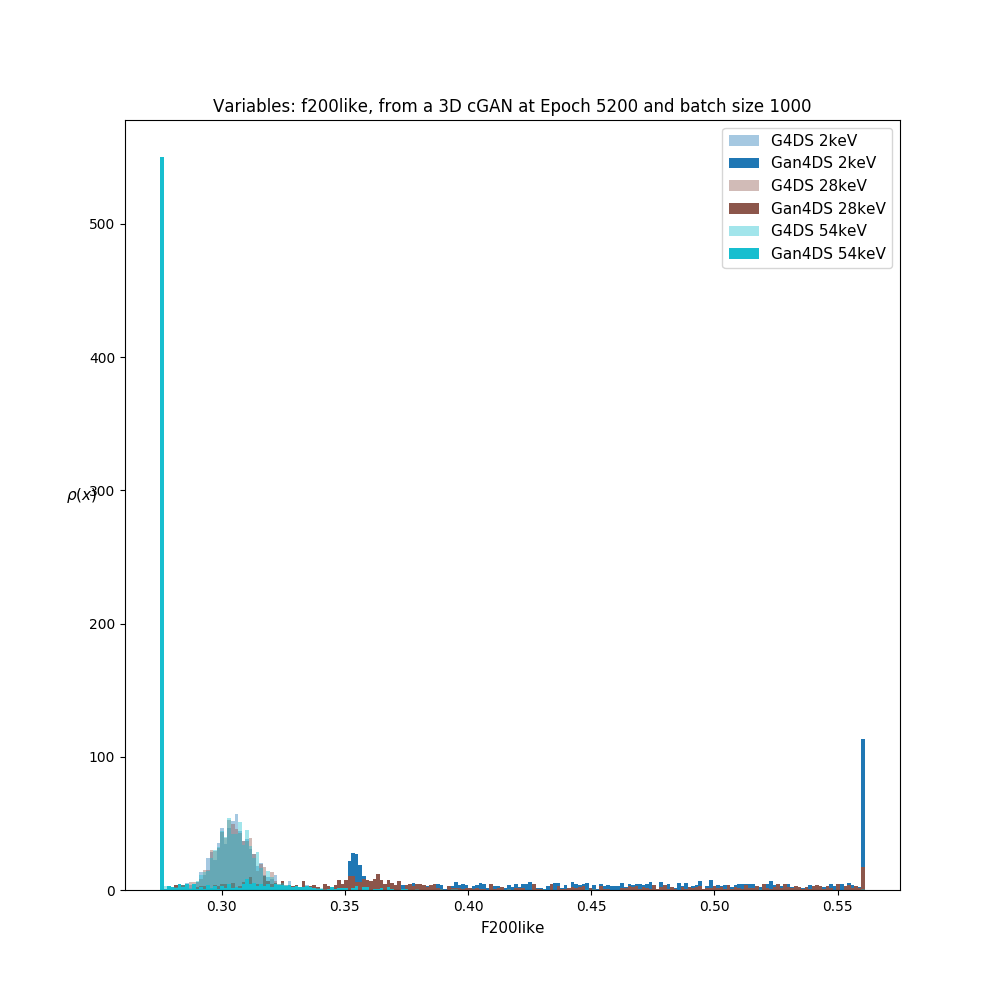 Variables: f200like, from a 3D cGAN at Epoch 5200 and batch size 1000
G4DS 2keV
Gan4DS 2keV
G4DS 28keV
Gan4DS 28keV
G4DS 54keV
Gan4DS 54keV
500
400
300
ρ(x)
200
100
0
0.30 0.35 0.40 0.45 0.50 0.55
F200like